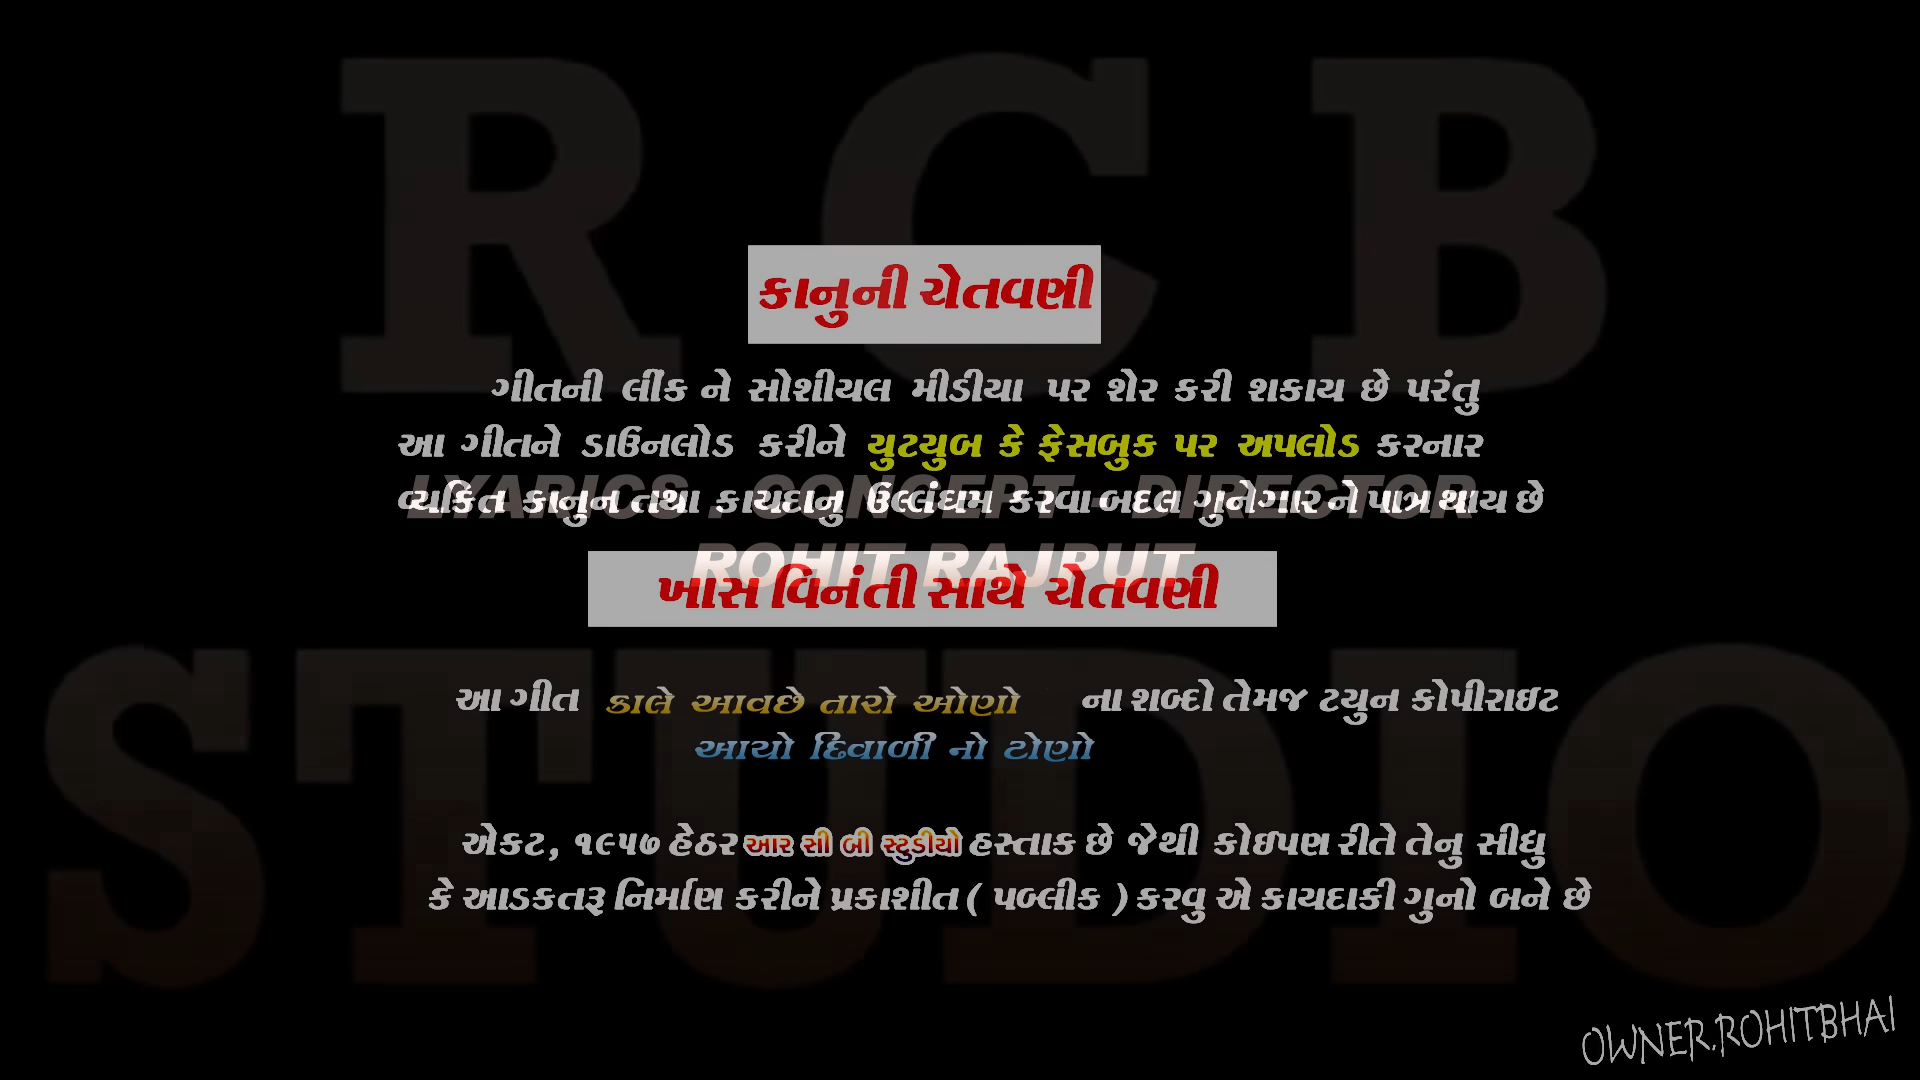 RCB
કાનુની ચેતવણી
ગીતની લીંક ને સોશીયલ મીડીયા પર શેર કરી શકાય છે પરંતુ
આ ગીતને ડાઉનલોડ કરીને યુટયુબ કે ફેસબુક પર અપલોડ કરનાર
વ્યકિત કાનુન તથા કાયદાનુ ઉલ્લંઘમ કરવા બદલ ગુનેગાર ને પાત્ર થાય છે
LYARICS . CONCEPT - DIRECTOR
ROHIT RAJPUT
ખાસ વિનંતી સાથે ચેતવણી
STUDIO
આ ગીત કાલે આવછે તારો ઓણો ના શબ્દો તેમજ ટયુન કોપીરાઇટ
આયો દિવાળી નો ટોણો
એકટ, ૧૯૫૭ હેઠર આર સી બી સ્ટુડીયો હસ્તાક છે જેથી કોઇપણ રીતે તેનુ સીધુ
કે આડકતરૂ નિર્માણ કરીને પ્રકાશીત ( પબ્લીક ) કરવુ એ કાયદાકી ગુનો બને છે
OWNER.ROHITBHAI